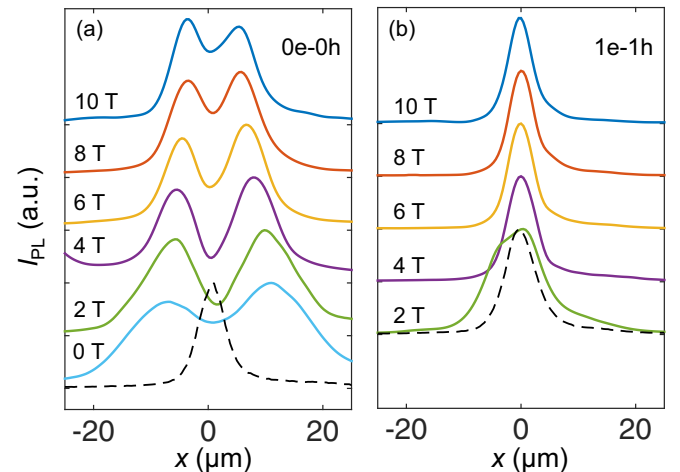 (a)
0e-0h
10 T
8 T
6 T
4 T
2 T
0 T
I_PL (a.u.)
-20
0
20
x (μm)
(b)
1e-1h
10 T
8 T
6 T
4 T
2 T
-20
0
20
x (μm)